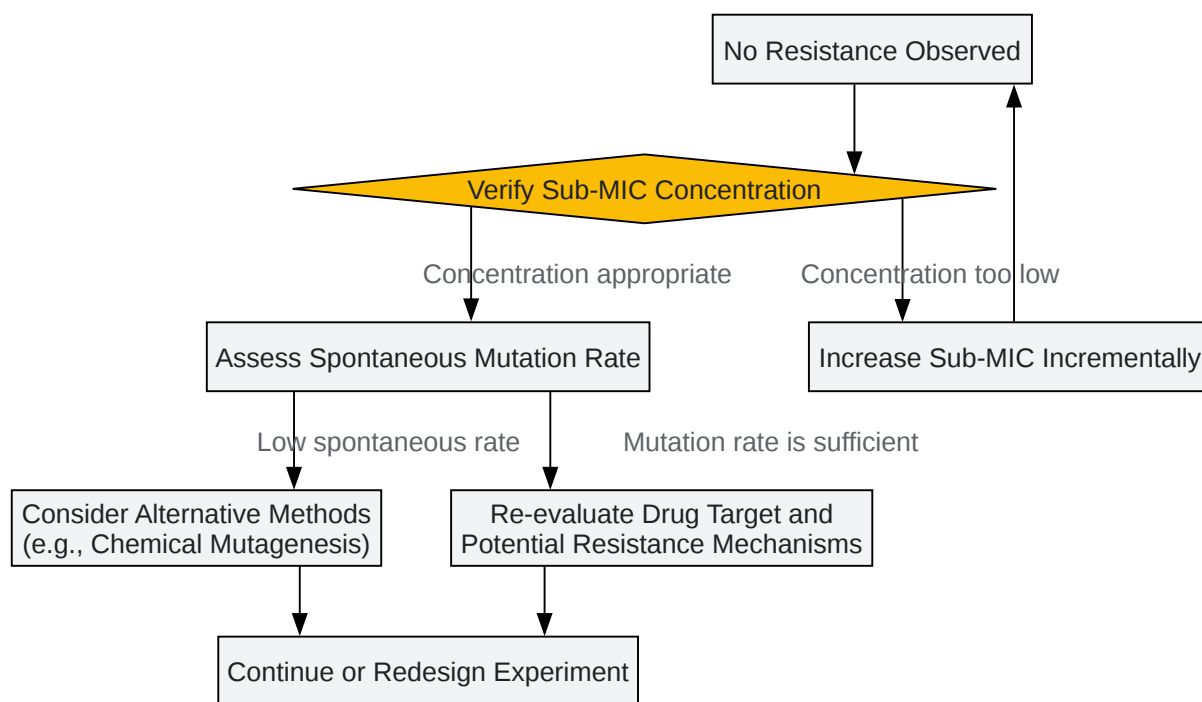 No Resistance Observed
Verify Sub-MIC Concentration
Concentration appropriate
Concentration too low
Assess Spontaneous Mutation Rate
Increase Sub-MIC Incrementally
Low spontaneous rate
Mutation rate is sufficient
Consider Alternative Methods
(e.g., Chemical Mutagenesis)
Re-evaluate Drug Target and
Potential Resistance Mechanisms
Continue or Redesign Experiment